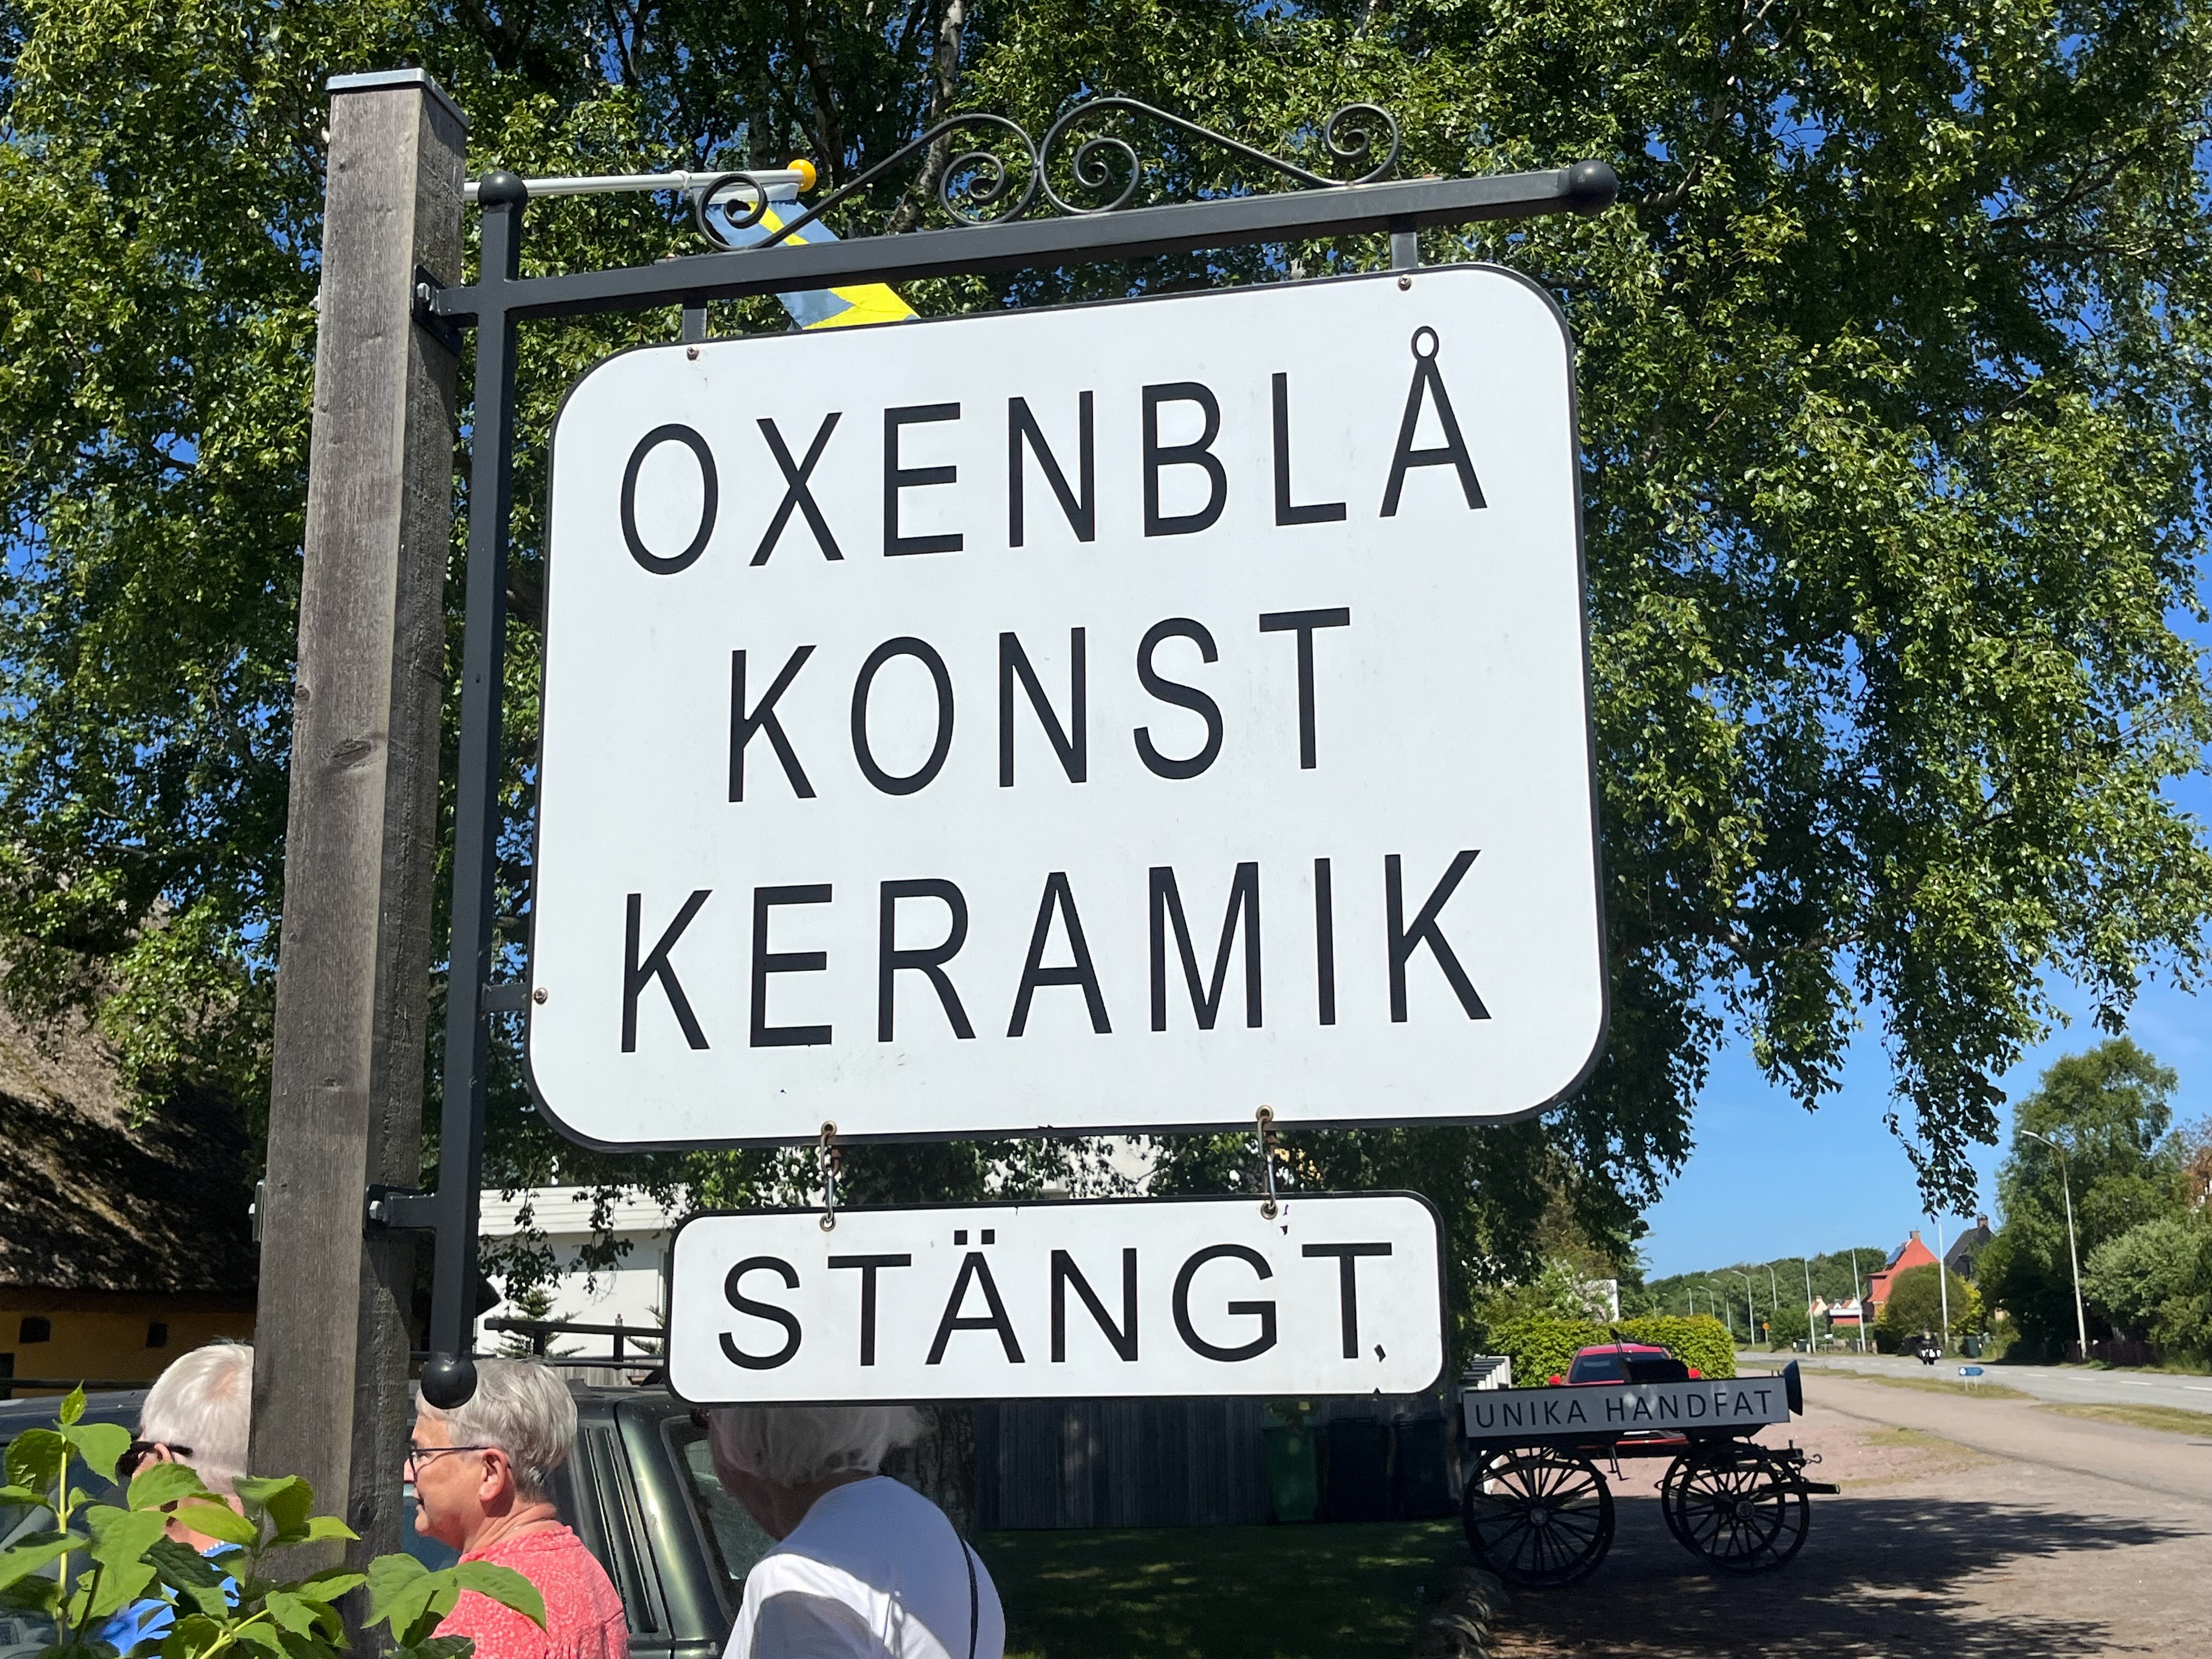 OXENBLÅ
KONST
KERAMIK
STÄNGT
UNIKA HANDFAT